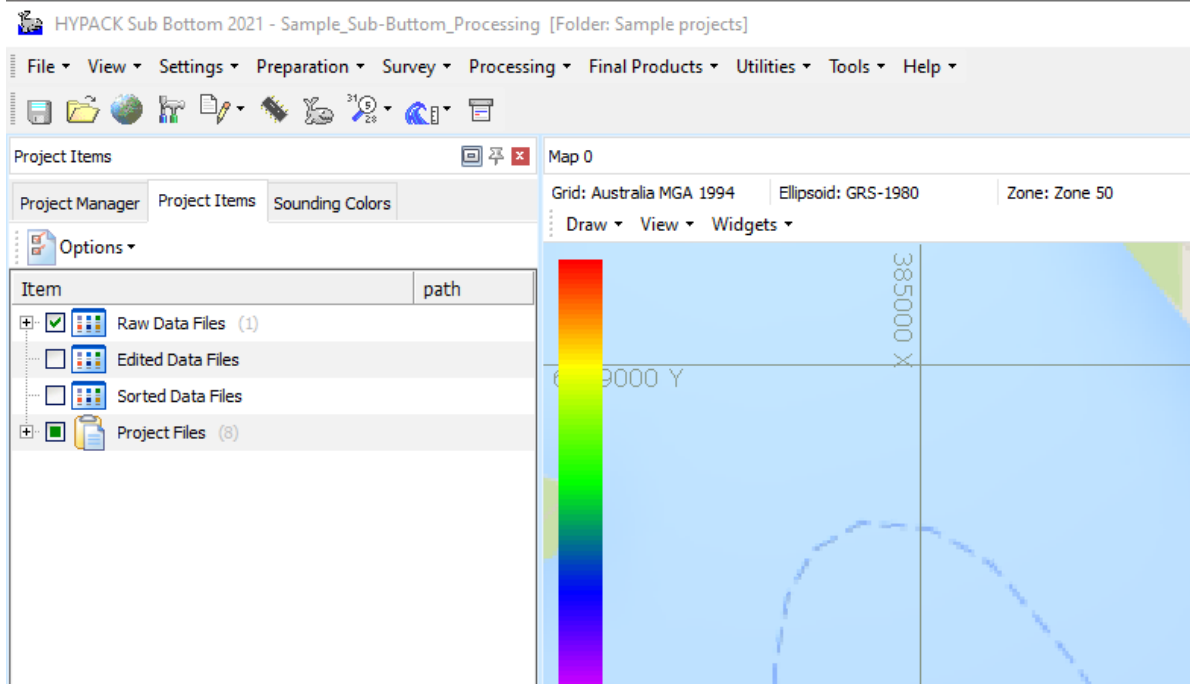 HYPACK Sub Bottom 2021 - Sample_Sub-Buttom_Processing [Folder: Sample projects]
File View Settings Preparation Survey Processing Final Products Utilities Tools Help
Project Items
Project Manager Project Items Sounding Colors
Options
Item path
Raw Data Files (1)
Edited Data Files
Sorted Data Files
Project Files (8)
Map 0
Grid: Australia MGA 1994 Ellipsoid: GRS-1980 Zone: Zone 50
Draw View Widgets
385000 X
9000 Y